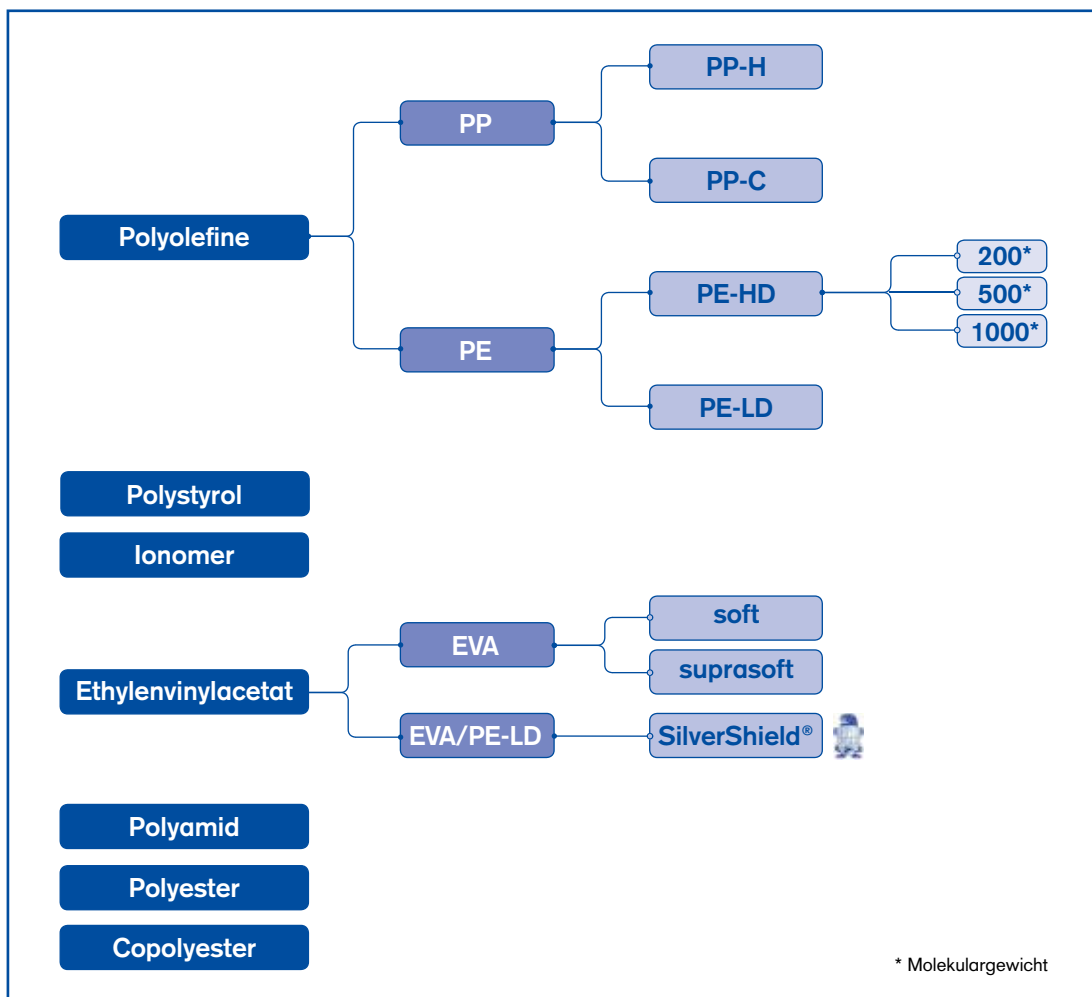 PP-H
PP
PP-C
Polyolefine
200*
PE-HD
500*
1000*
PE
PE-LD
Polystyrol
Ionomer
soft
EVA
suprasoft
Ethylenvinylacetat
EVA/PE-LD
SilverShield®
Polyamid
Polyester
Copolyester
* Molekulargewicht